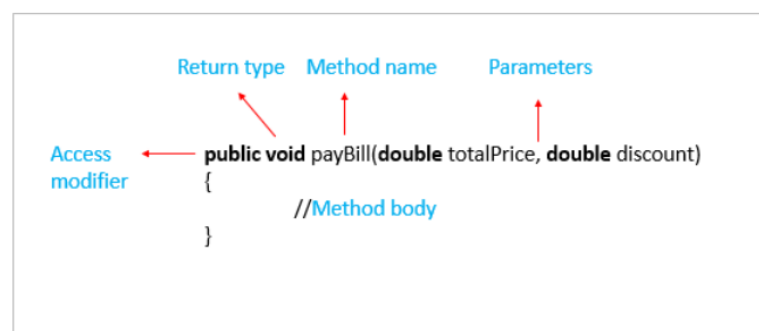 Return type Method name Parameters
Access
modifier
public void payBill(double totalPrice, double discount)
{
//Method body
}